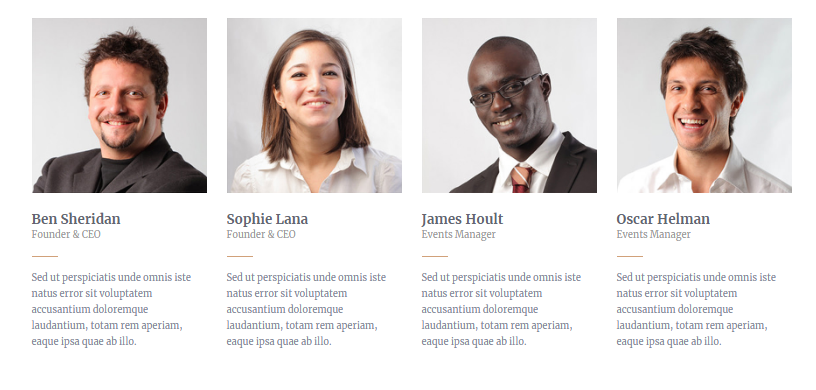 Ben Sheridan
Founder & CEO
Sed ut perspiciatis unde omnis iste
natus error sit voluptatem
accusantium doloremque
laudantium, totam rem aperiam,
eaque ipsa quae ab illo.
Sophie Lana
Founder & CEO
Sed ut perspiciatis unde omnis iste
natus error sit voluptatem
accusantium doloremque
laudantium, totam rem aperiam,
eaque ipsa quae ab illo.
James Hoult
Events Manager
Sed ut perspiciatis unde omnis iste
natus error sit voluptatem
accusantium doloremque
laudantium, totam rem aperiam,
eaque ipsa quae ab illo.
Oscar Helman
Events Manager
Sed ut perspiciatis unde omnis iste
natus error sit voluptatem
accusantium doloremque
laudantium, totam rem aperiam,
eaque ipsa quae ab illo.